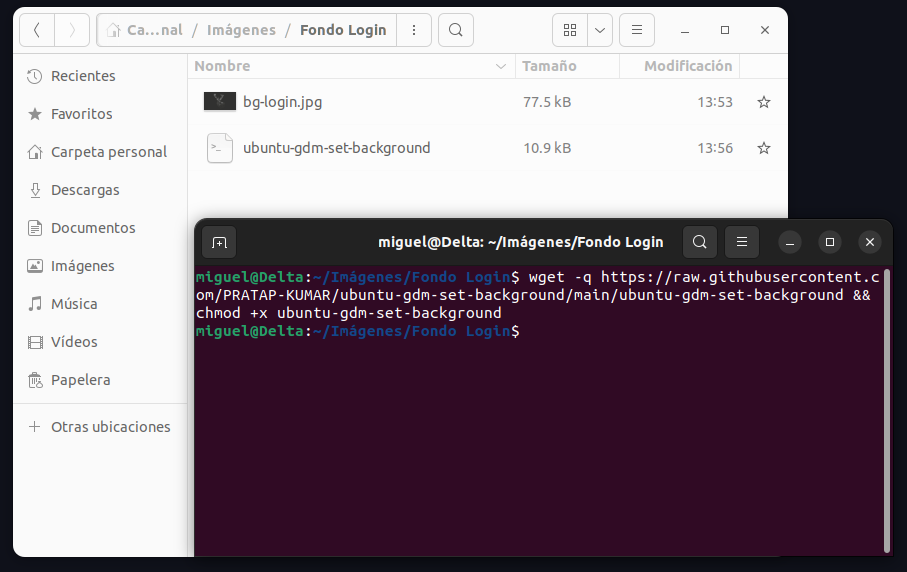 Ca...nal / Imágenes / Fondo Login
Recientes
Favoritos
Carpeta personal
Descargas
Documentos
Imágenes
Música
Vídeos
Papelera
Otras ubicaciones
Nombre Tamaño Modificación
bg-login.jpg 77.5 kB 13:53
>_ ubuntu-gdm-set-background 10.9 kB 13:56
miguel@Delta: ~/Imágenes/Fondo Login
miguel@Delta:~/Imágenes/Fondo Login$ wget -q https://raw.githubusercontent.c
om/PRATAP-KUMAR/ubuntu-gdm-set-background/main/ubuntu-gdm-set-background &&
chmod +x ubuntu-gdm-set-background
miguel@Delta:~/Imágenes/Fondo Login$